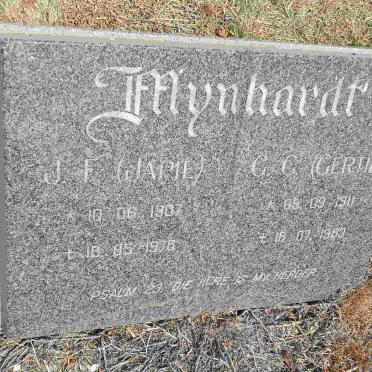 Mynhardt
J. F. (JAPIE) G. C. (GERTIE
* 10. 06. 1907 * 05. 09. 1911
† 18. 05. 1978 † 16. 07. 1983
PSALM 23. DIE HERE IS MY HERDER.